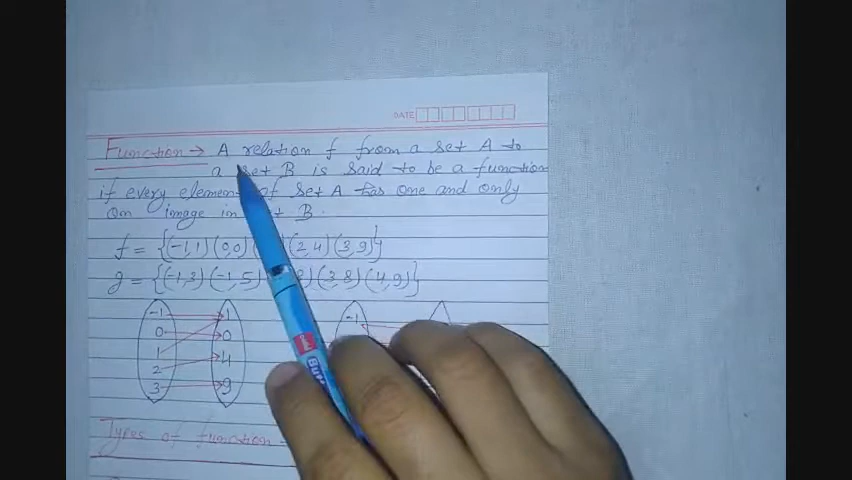 DATE
Function → A relation f from a set A to
a set B is said to be a function
if every element of set A has one and only
on image in B.
f = {(-1,1) (0,0) (2,4) (3,9)}
g = {(-1,3) (-1,5) (3,8) (4,9)}
-1 1 -1
0 0
1 4
2 9
3
Types of function